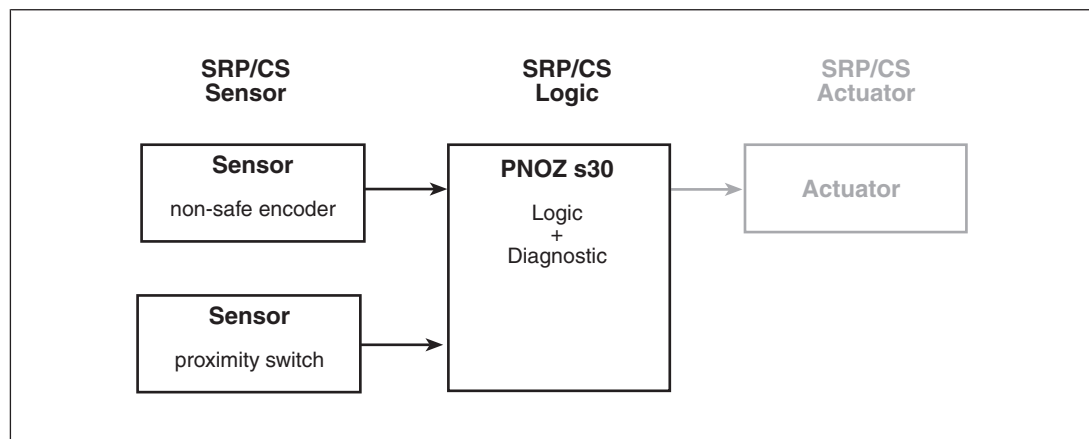 SRP/CS
Sensor
SRP/CS
Logic
SRP/CS
Actuator
Sensor
non-safe encoder
PNOZ s30
Logic
+
Diagnostic
Actuator
Sensor
proximity switch